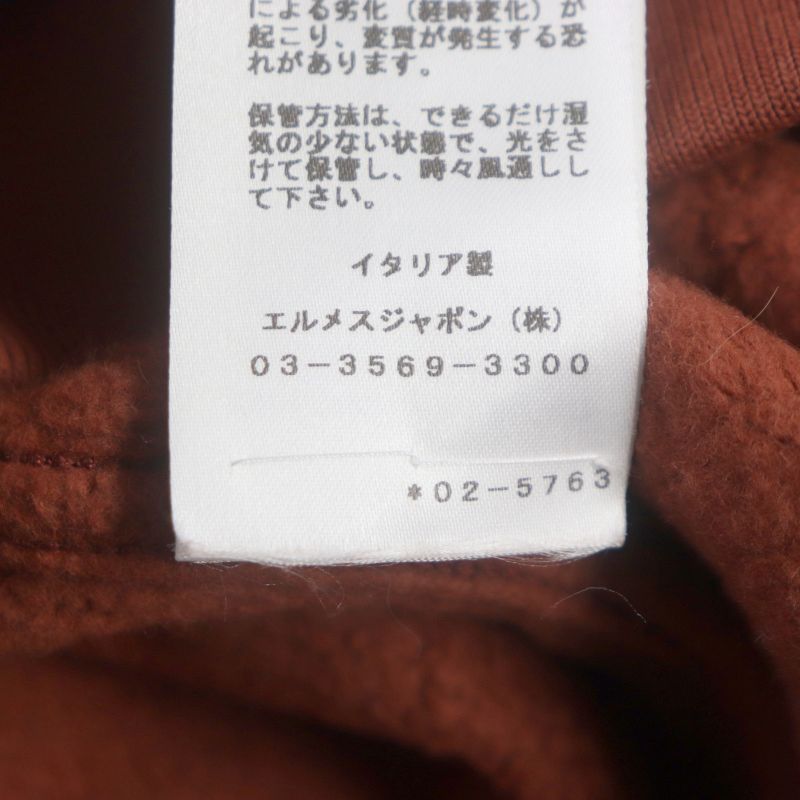 による劣化（経時変化）が
起こり、変質が発生する恐
れがあります。
保管方法は、できるだけ湿
気の少ない状態で、光をさ
けて保管し、時々風通しし
て下さい。
イタリア製
エルメスジャポン（株）
03-3569-3300
*02-5763